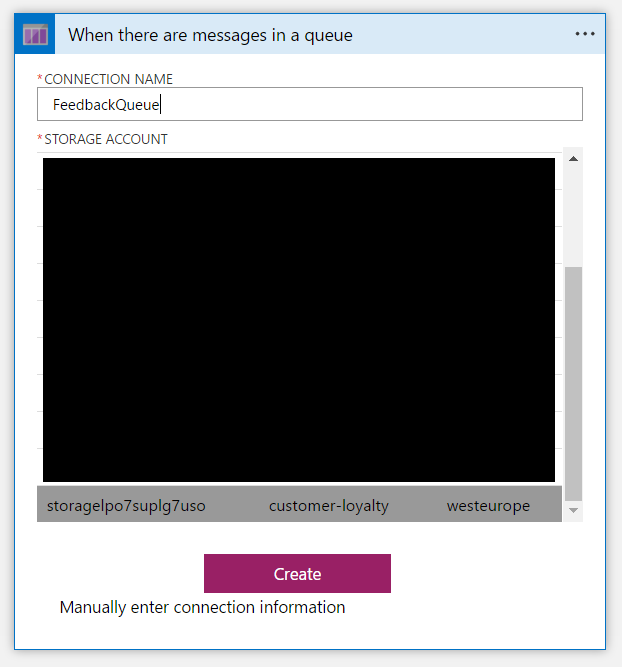 When there are messages in a queue
*CONNECTION NAME
FeedbackQueue
*STORAGE ACCOUNT
storagelpo7suplg7uso customer-loyalty westeurope
Create
Manually enter connection information